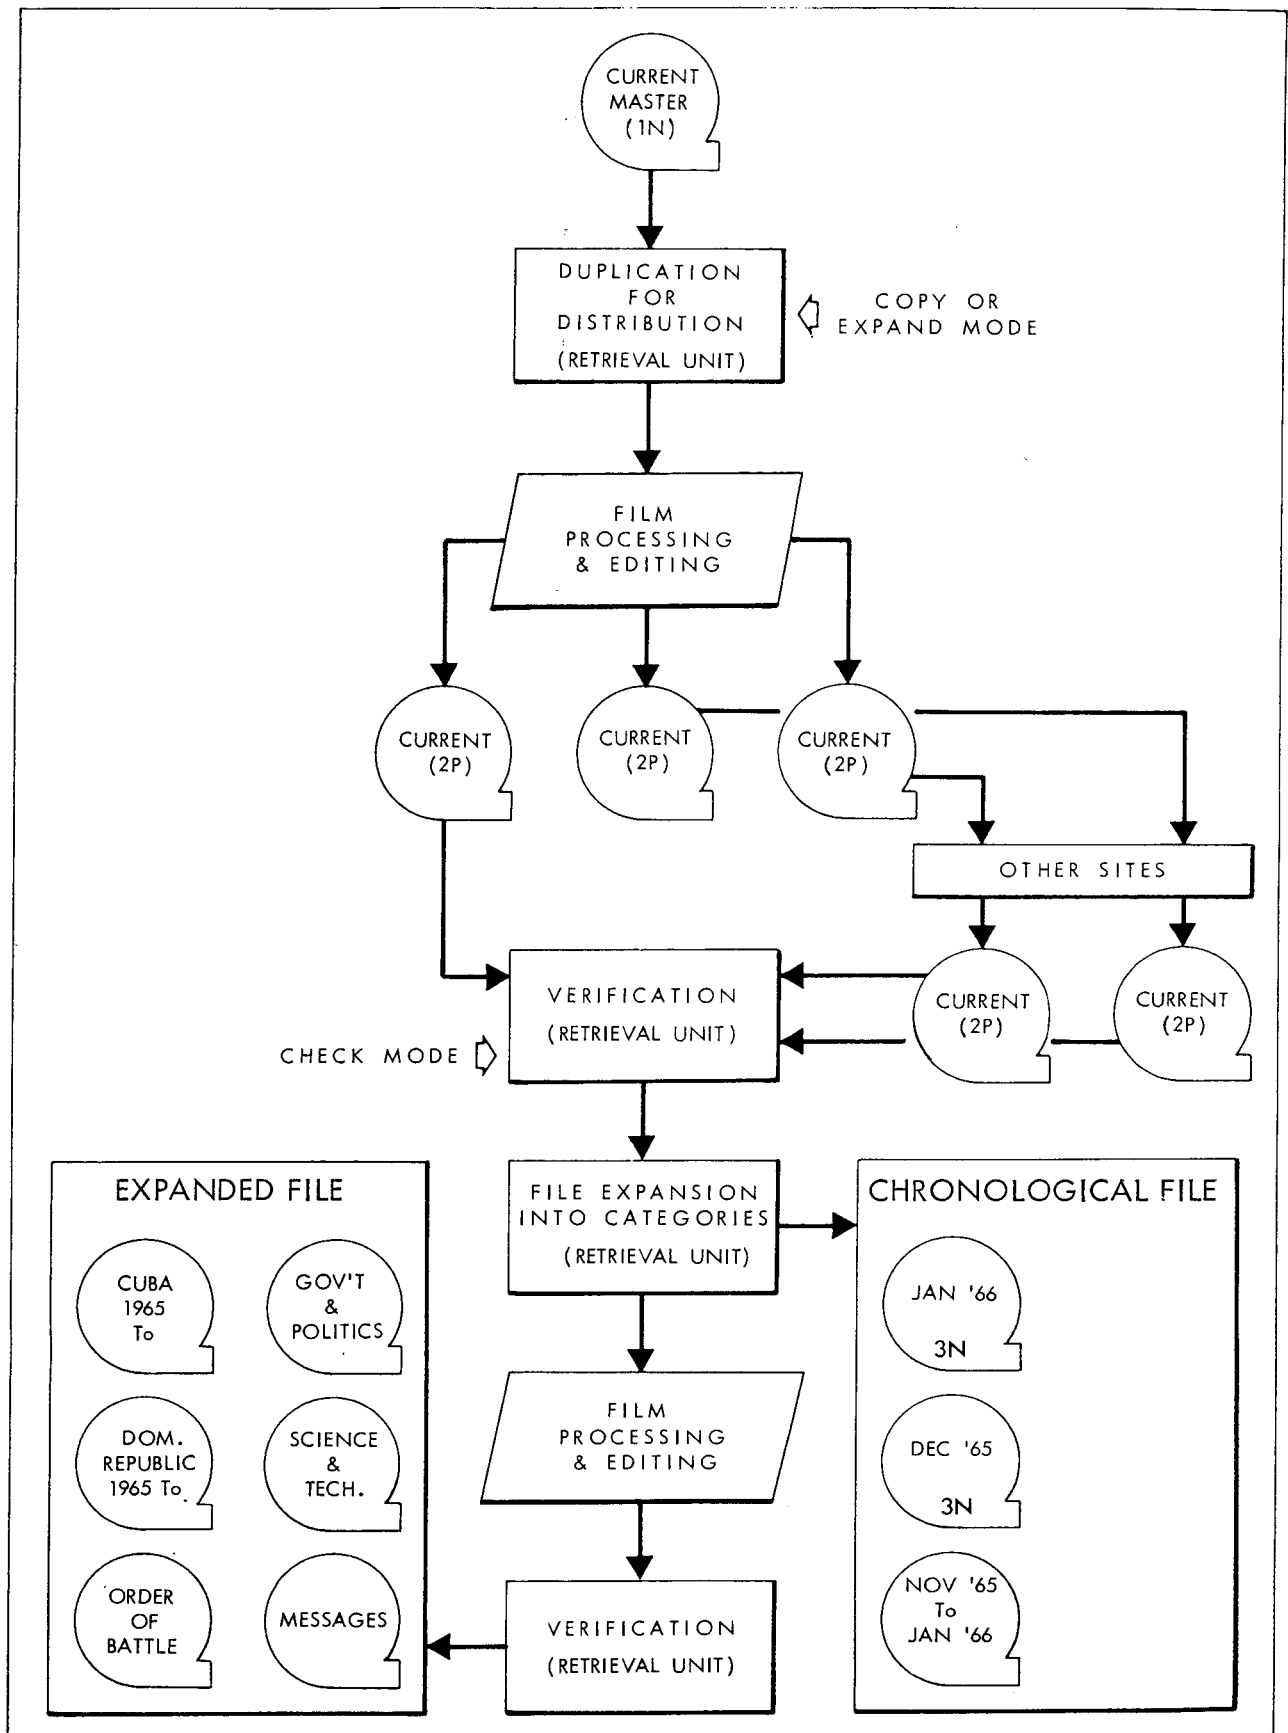 CURRENT
MASTER
(1N)
DUPLICATION
FOR
DISTRIBUTION
(RETRIEVAL UNIT)
COPY OR
EXPAND MODE
FILM
PROCESSING
& EDITING
CURRENT
(2P)
CURRENT
(2P)
CURRENT
(2P)
OTHER SITES
VERIFICATION
(RETRIEVAL UNIT)
CURRENT
(2P)
CURRENT
(2P)
CHECK MODE
EXPANDED FILE
CUBA
1965
To
GOV'T
&
POLITICS
DOM.
REPUBLIC
1965 To
SCIENCE
&
TECH.
ORDER
OF
BATTLE
MESSAGES
FILE EXPANSION
INTO CATEGORIES
(RETRIEVAL UNIT)
FILM
PROCESSING
& EDITING
VERIFICATION
(RETRIEVAL UNIT)
CHRONOLOGICAL FILE
JAN '66
3N
DEC '65
3N
NOV '65
To
JAN '66